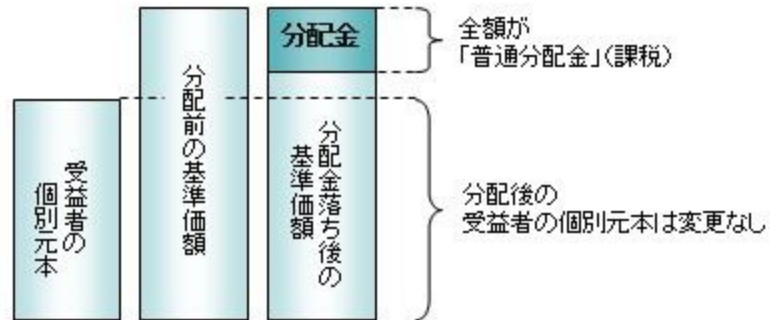 受益者の
個別元本
分配前の基準価額
分配金
分配金落ち後の
基準価額
全額が
「普通分配金」(課税)
分配後の
受益者の個別元本は変更なし